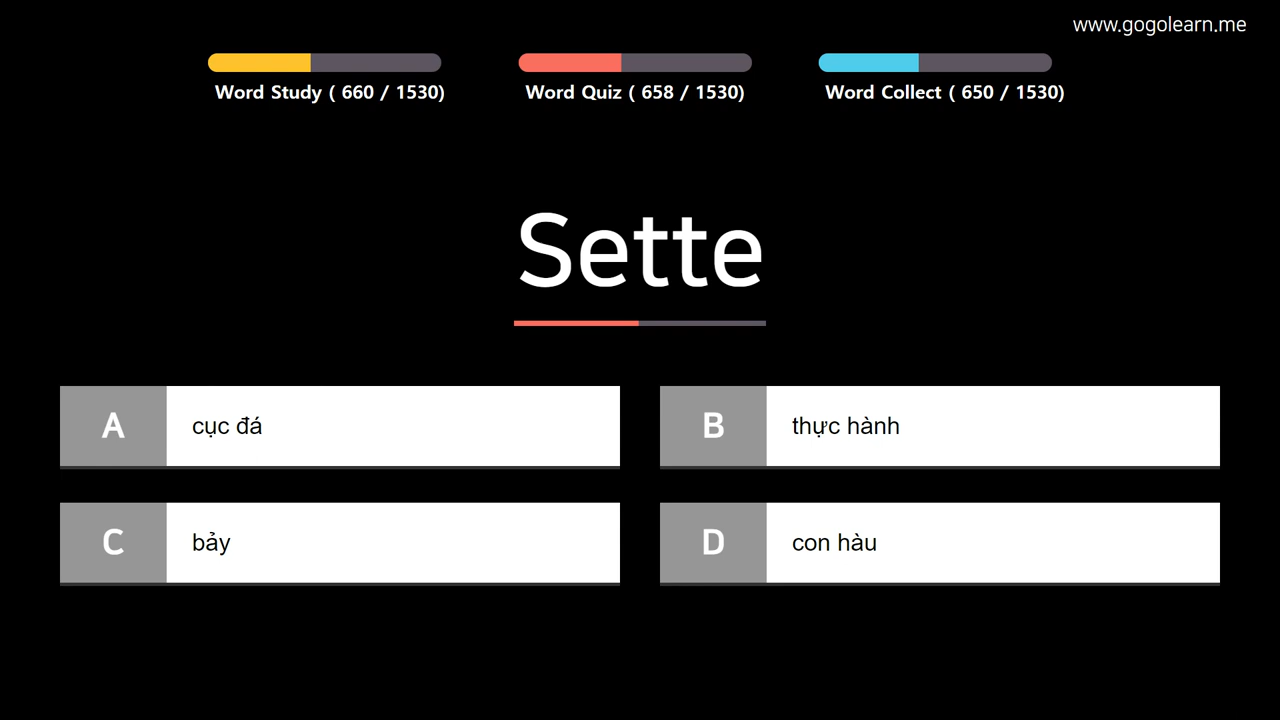 www.gogolearn.me
Word Study ( 660 / 1530)
Word Quiz ( 658 / 1530)
Word Collect ( 650 / 1530)
Sette
A
cục đá
B
thực hành
C
bảy
D
con hàu